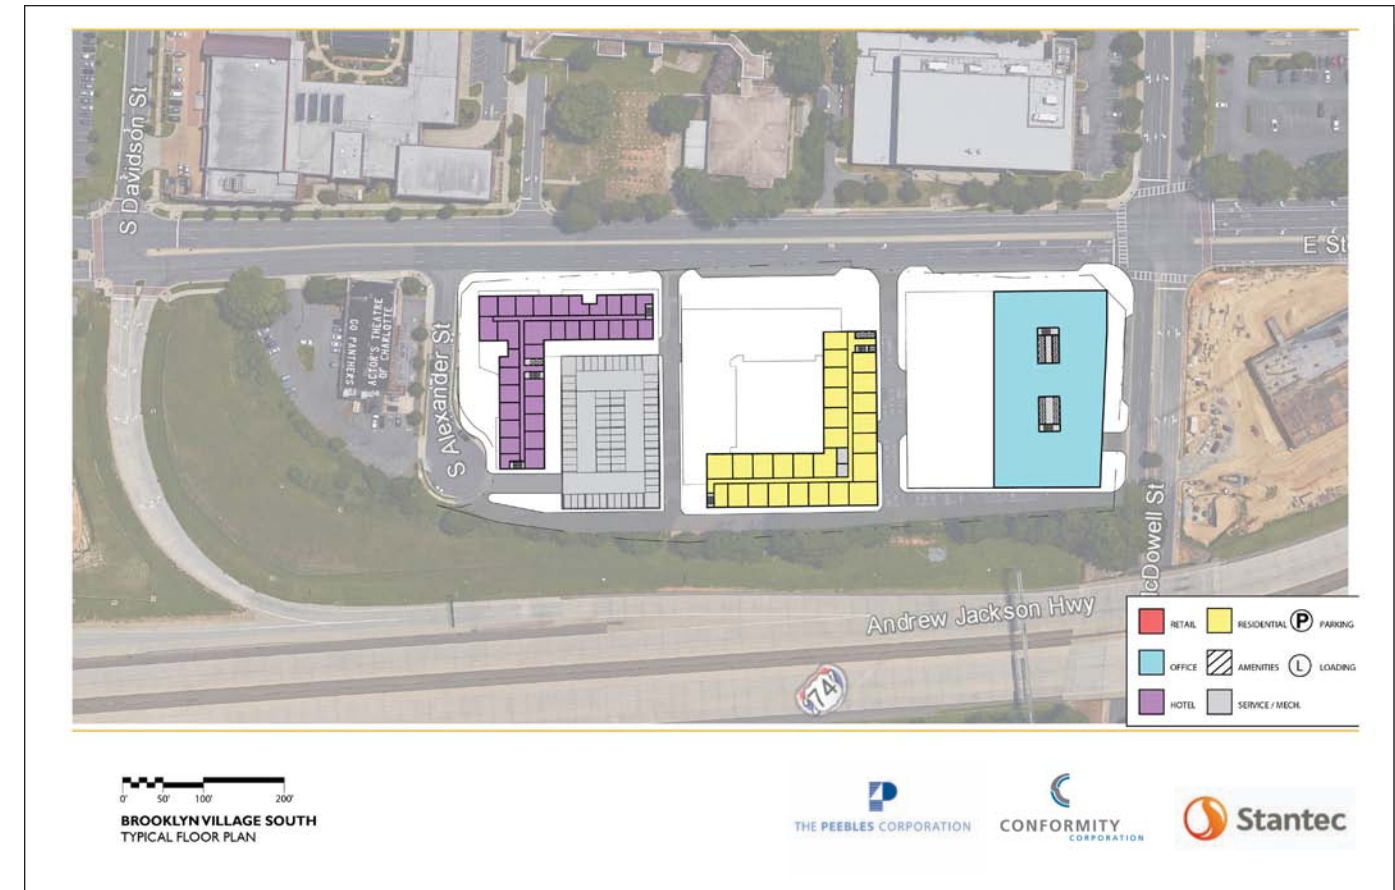 S Davidson St
E St
GO PANTHERS
ACTOR'S THEATRE
OF CHARLOTTE
S Alexander St
McDowell St
Andrew Jackson Hwy
74
RETAIL
RESIDENTIAL
P
PARKING
OFFICE
AMENITIES
L
LOADING
HOTEL
SERVICE / MECH.
0' 50' 100' 200'
BROOKLYN VILLAGE SOUTH
TYPICAL FLOOR PLAN
THE PEEBLES CORPORATION
CONFORMITY
CORPORATION
Stantec